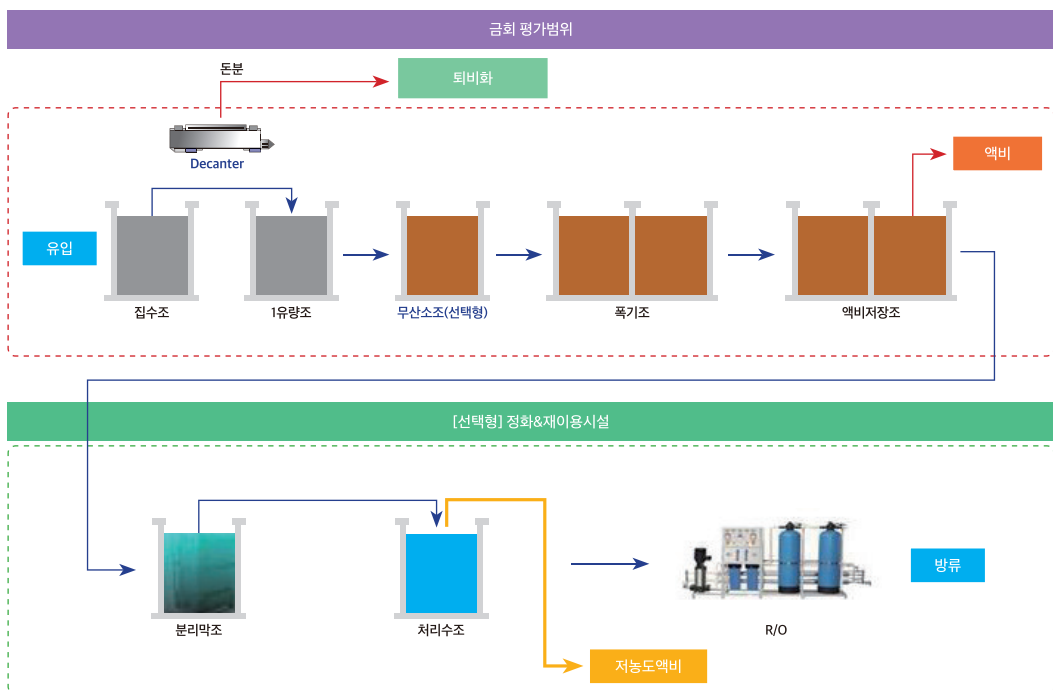 금회 평가범위
돈분
퇴비화
Decanter
액비
유입
집수조
1유량조
무산소조(선택형)
폭기조
액비저장조
[선택형] 정화&재이용시설
방류
분리막조
처리수조
R/O
저농도액비